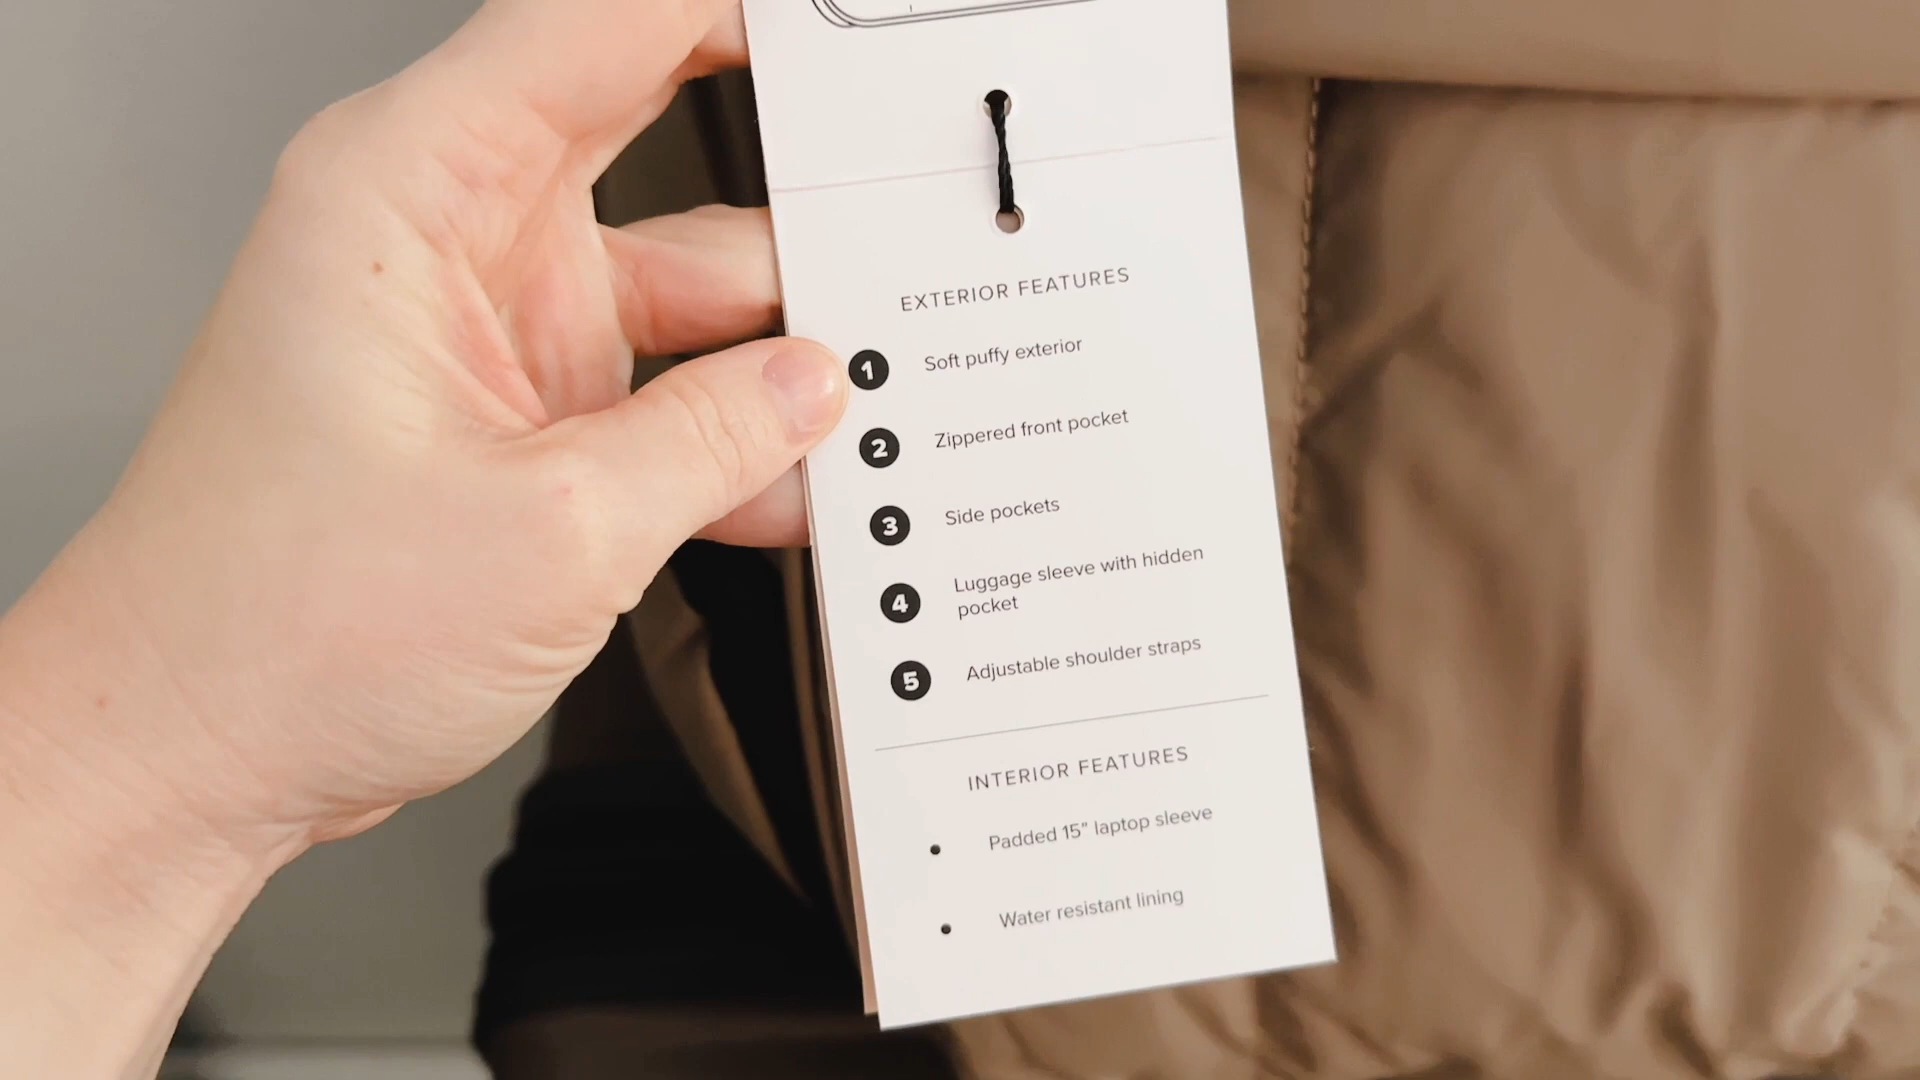 EXTERIOR FEATURES
1 Soft puffy exterior
2 Zippered front pocket
3 Side pockets
4 Luggage sleeve with hidden
pocket
5 Adjustable shoulder straps
INTERIOR FEATURES
• Padded 15" laptop sleeve
• Water resistant lining